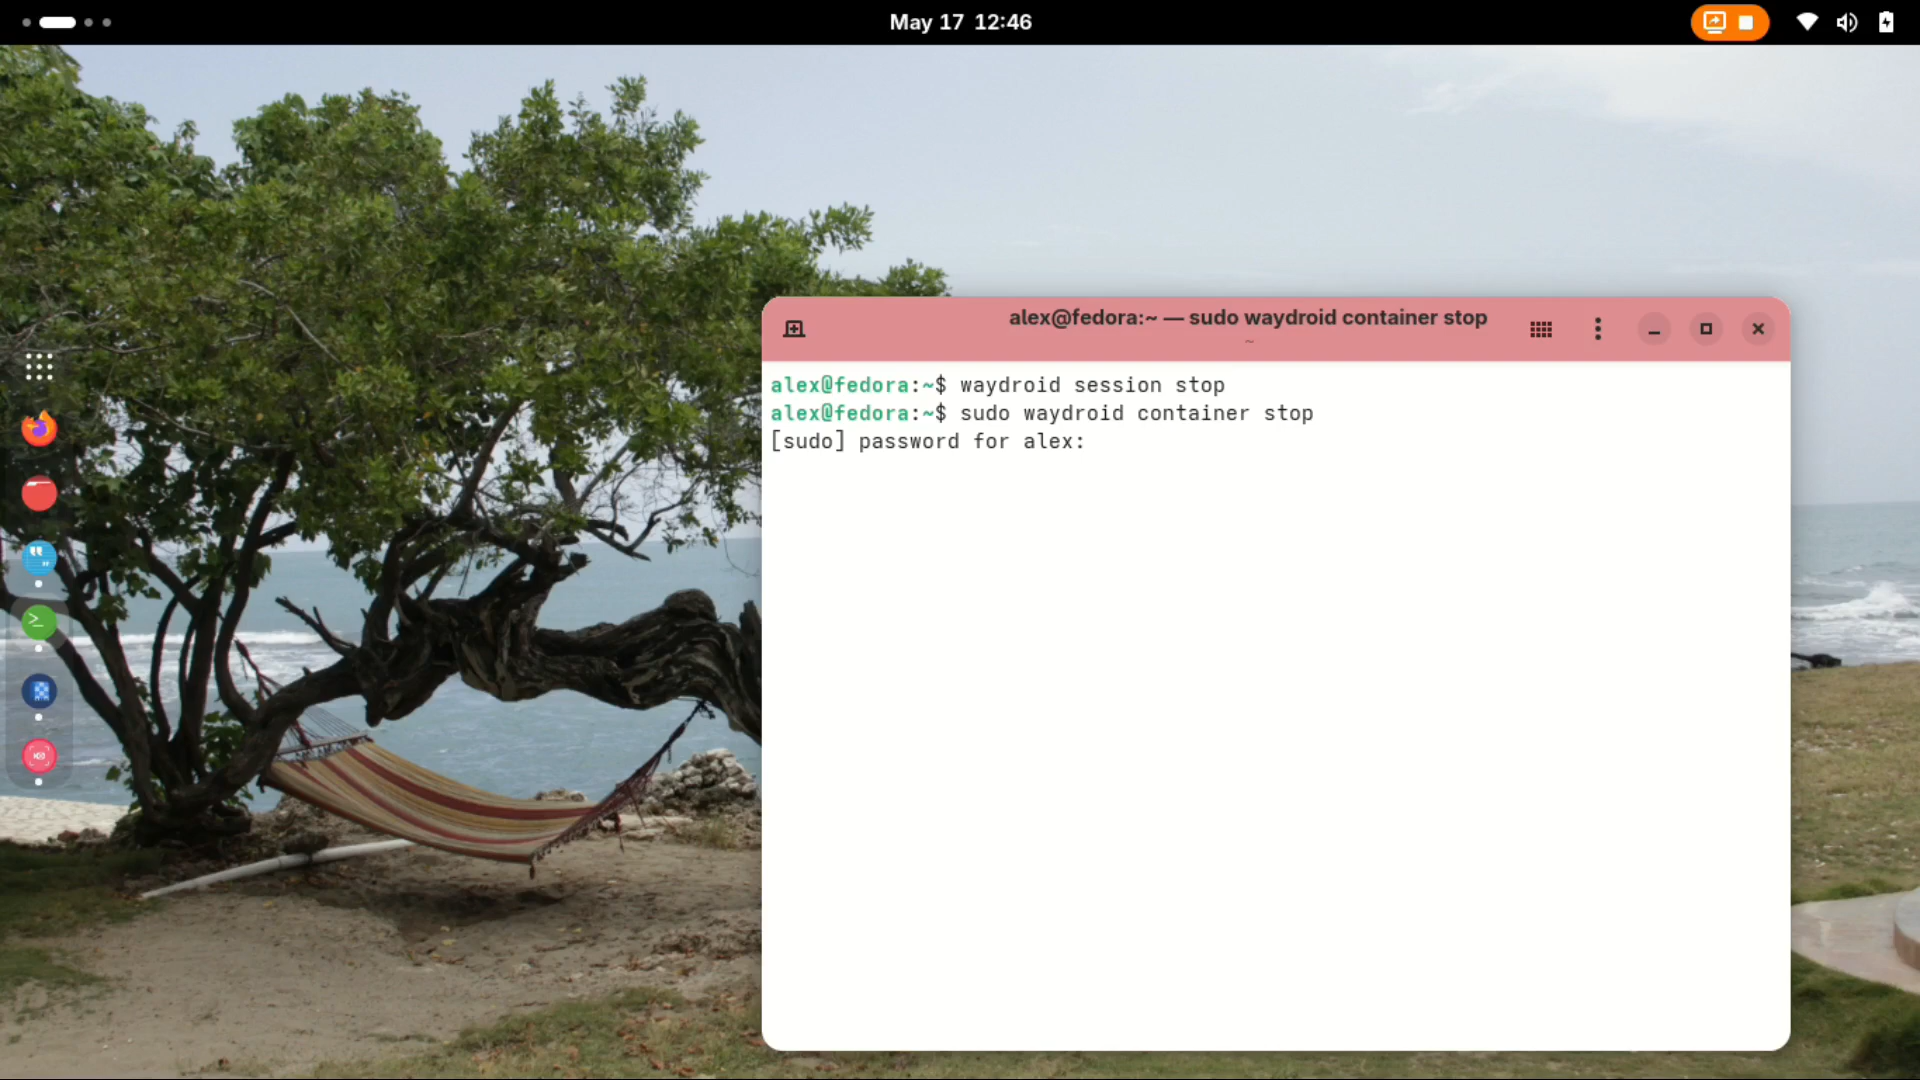 May 17 12:46
alex@fedora:~ — sudo waydroid container stop
~
alex@fedora:~$ waydroid session stop
alex@fedora:~$ sudo waydroid container stop
[sudo] password for alex: